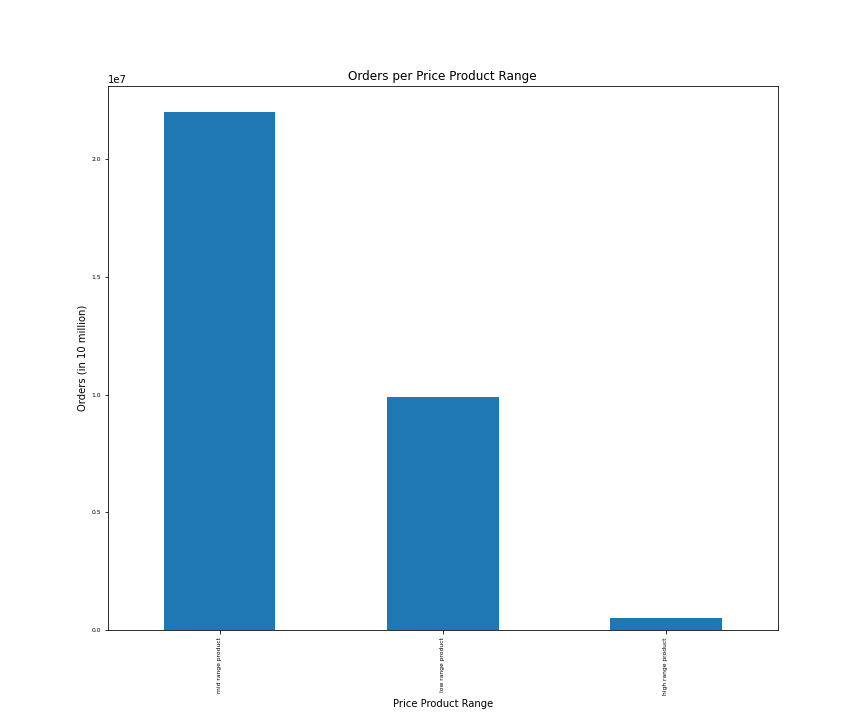 Orders per Price Product Range
1e7
2.0
1.5
1.0
0.5
0.0
Orders (in 10 million)
mid range product
low range product
high range product
Price Product Range